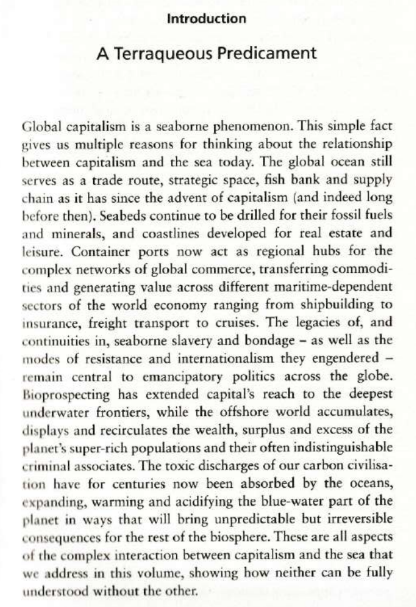 Introduction
A Terraqueous Predicament
Global capitalism is a seaborne phenomenon. This simple fact
gives us multiple reasons for thinking about the relationship
between capitalism and the sea today. The global ocean still
serves as a trade route, strategic space, fish bank and supply
chain as it has since the advent of capitalism (and indeed long
before then). Seabeds continue to be drilled for their fossil fuels
and minerals, and coastlines developed for real estate and
leisure. Container ports now act as regional hubs for the
complex networks of global commerce, transferring commodi-
ties and generating value across different maritime-dependent
sectors of the world economy ranging from shipbuilding to
insurance, freight transport to cruises. The legacies of, and
continuities in, seaborne slavery and bondage – as well as the
modes of resistance and internationalism they engendered –
remain central to emancipatory politics across the globe.
Bioprospecting has extended capital's reach to the deepest
underwater frontiers, while the offshore world accumulates,
displays and recirculates the wealth, surplus and excess of the
planet's super-rich populations and their often indistinguishable
criminal associates. The toxic discharges of our carbon civilisa-
tion have for centuries now been absorbed by the oceans,
expanding, warming and acidifying the blue-water part of the
planet in ways that will bring unpredictable but irreversible
consequences for the rest of the biosphere. These are all aspects
of the complex interaction between capitalism and the sea that
we address in this volume, showing how neither can be fully
understood without the other.